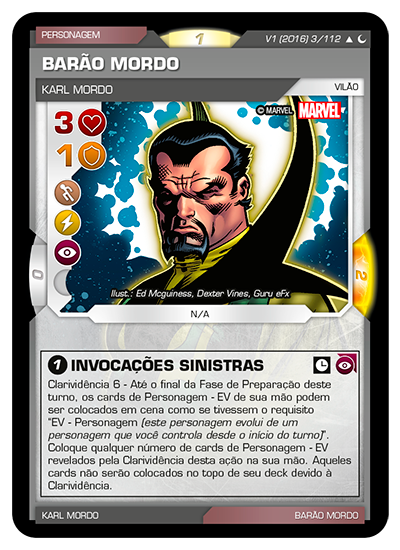 PERSONAGEM
1
V1 (2016) 3/112
BARÃO MORDO
KARL MORDO
VILÃO
© MARVEL
MARVEL
3
1
0
2
Ilust.: Ed Mcguiness, Dexter Vines, Guru eFx
N/A
1 INVOCAÇÕES SINISTRAS
Clarividência 6 - Até o final da Fase de Preparação deste
turno, os cards de Personagem - EV de sua mão podem
ser colocados em cena como se tivessem o requisito
"EV - Personagem [este personagem evolui de um
personagem que você controla desde o início do turno]".
Coloque qualquer número de cards de Personagem - EV
revelados pela Clarividência desta ação na sua mão. Aqueles
cards não serão colocados no topo de seu deck devido à
Clarividência.
KARL MORDO
BARÃO MORDO